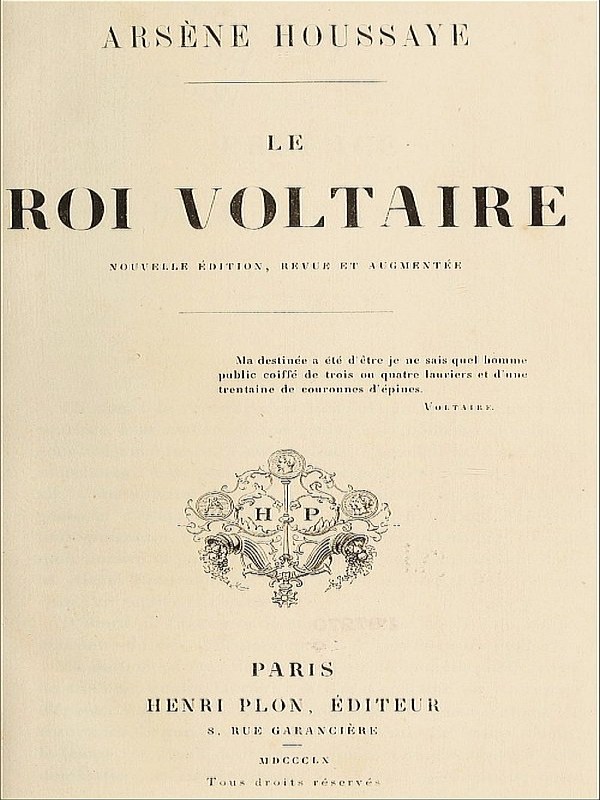 ARSÈNE HOUSSAYE
LE
ROI VOLTAIRE
NOUVELLE ÉDITION, REVUE ET AUGMENTÉE
Ma destinée a été d'être je ne sais quel homme
public coiffé de trois ou quatre lauriers et d'une
trentaine de couronnes d'épines.
VOLTAIRE.
H P
PARIS
HENRI PLON, ÉDITEUR
8, RUE GARANCIÈRE
MDCCCLX
Tous droits réservés